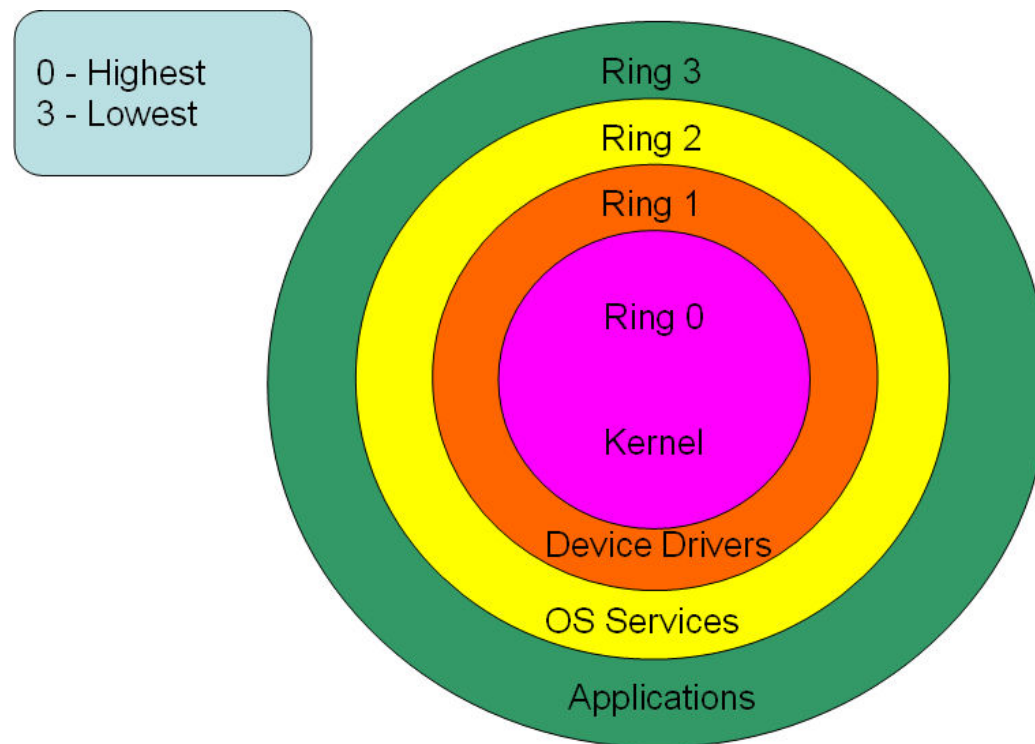 0 - Highest
3 - Lowest
Ring 3
Ring 2
Ring 1
Ring 0
Kernel
Device Drivers
OS Services
Applications